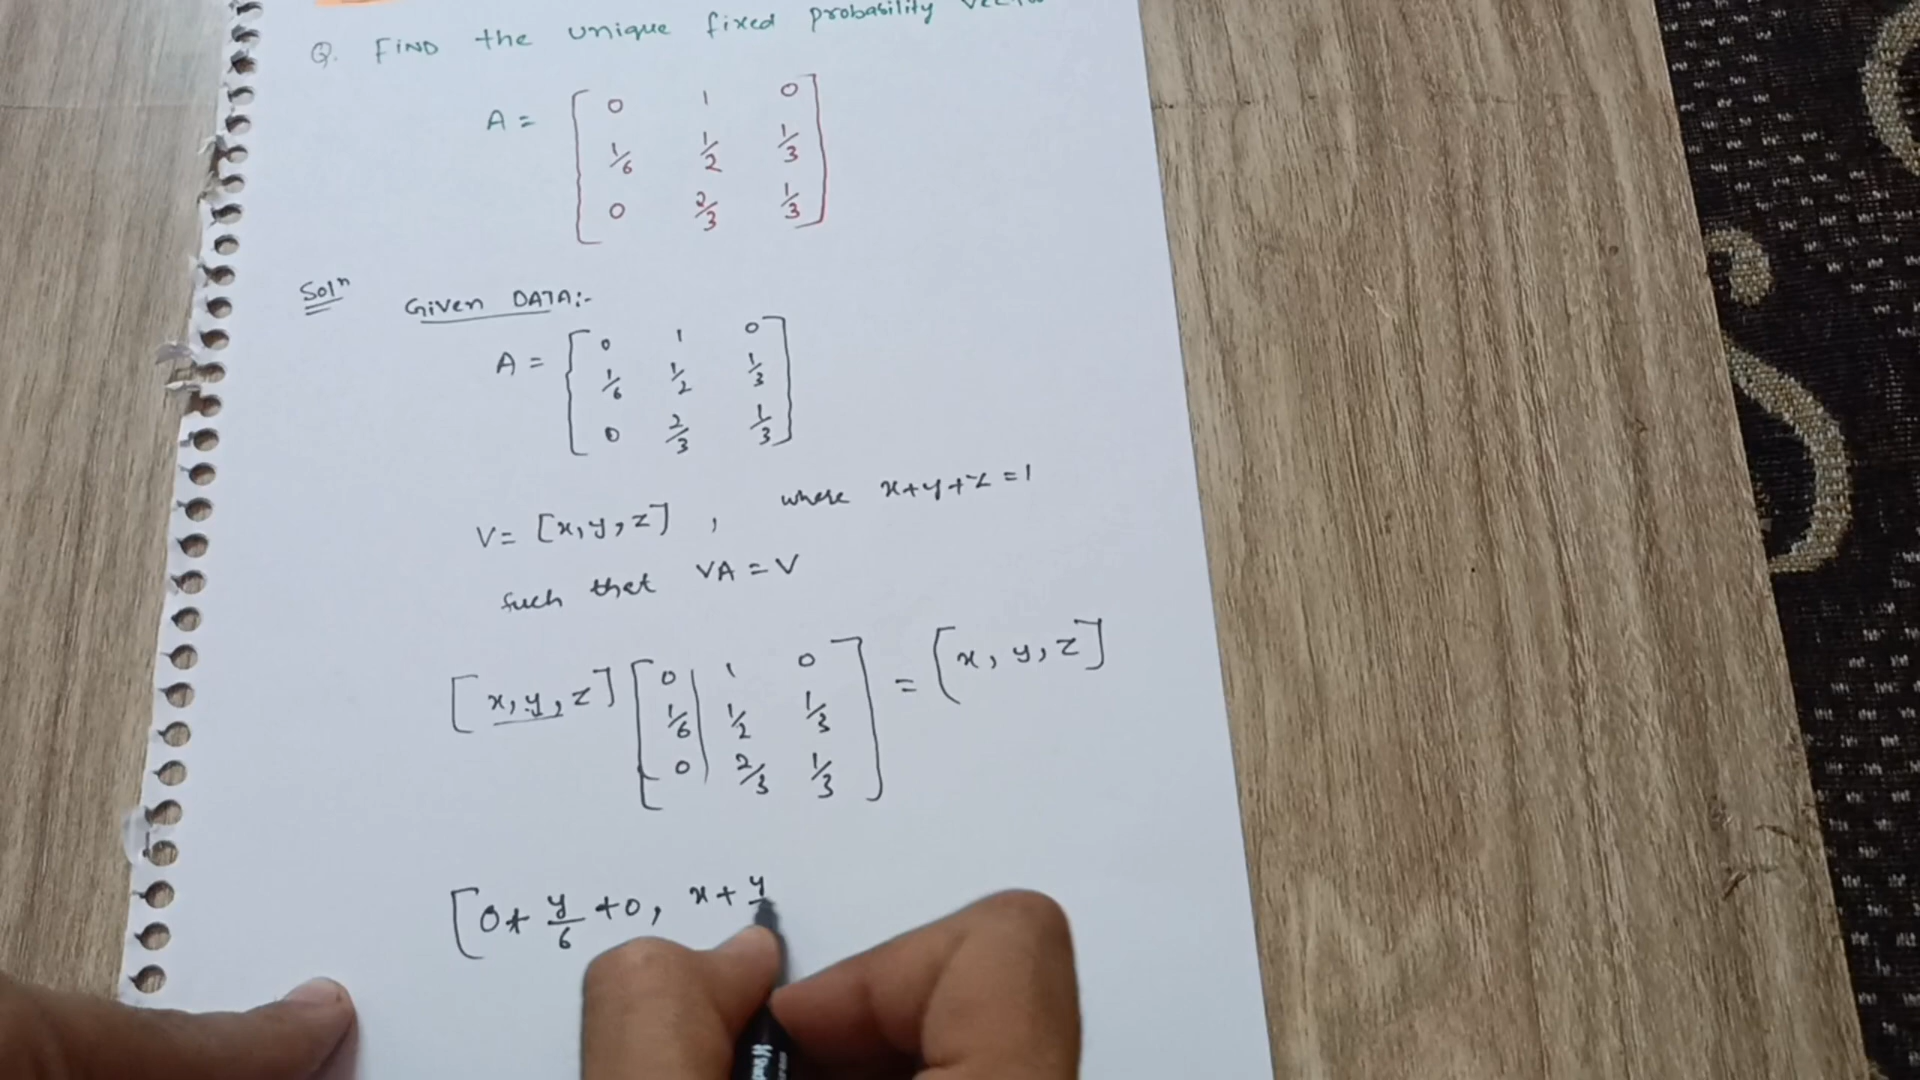 Q. FIND the unique fixed probability
A = [ 0 1 0
1/6 1/2 1/3
0 2/3 1/3 ]
Solⁿ Given DATA:-
A = [ 0 1 0
1/6 1/2 1/3
0 2/3 1/3 ]
V = [x, y, z] , where x+y+z = 1
such that VA = V
[x, y, z] [ 0 1 0
1/6 1/2 1/3
0 2/3 1/3 ] = [x, y, z]
[0+ y/6 +0, x+ y